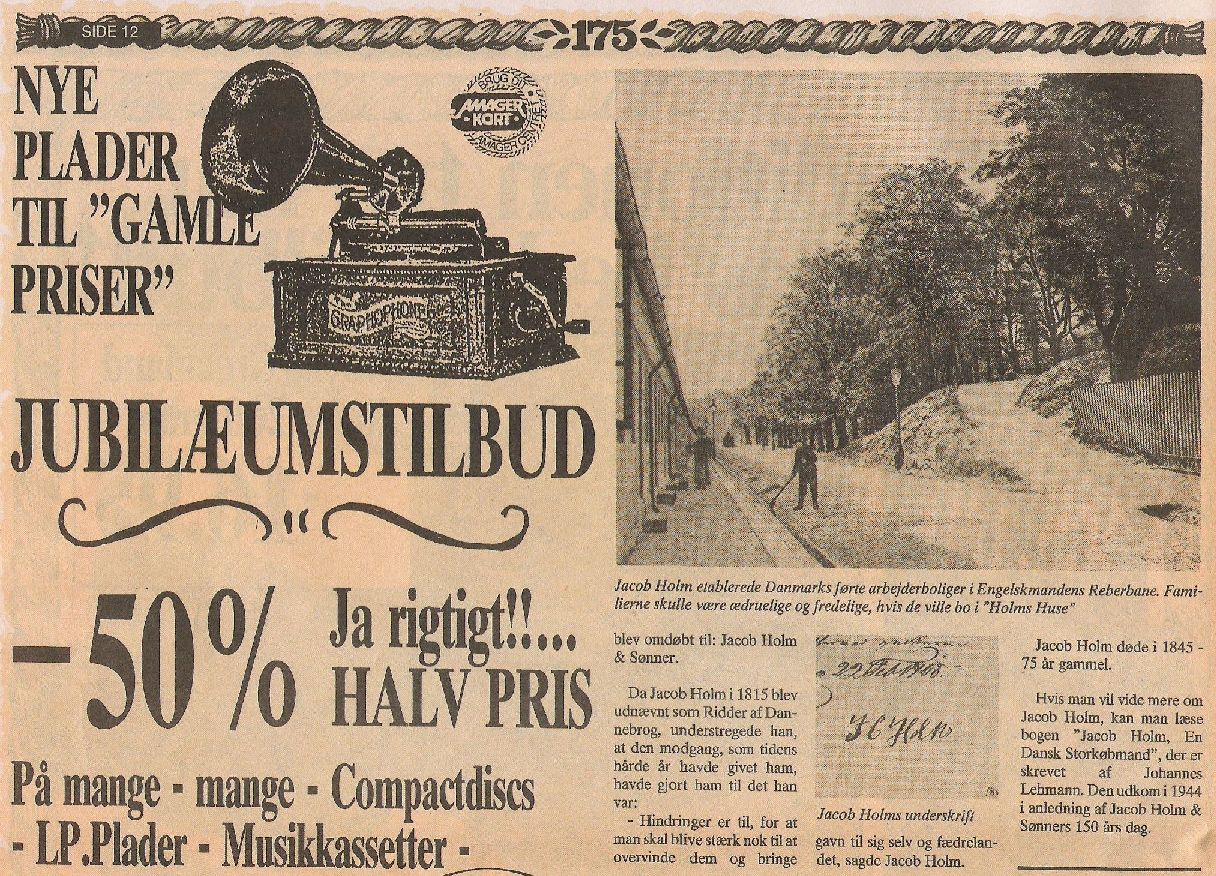 SIDE 12
175
NYE
PLADER
TIL ”GAMLE
PRISER”
BRUG DIT
AMAGER
- KORT -
AMAGER CENTRET
GRAPHOPHONE
JUBILÆUMSTILBUD
-50%
Ja rigtigt!!....
HALV PRIS
På mange - mange - Compactdiscs
- LP.Plader - Musikkassetter -
Jacob Holm etablerede Danmarks førte arbejderboliger i Engelskmandens Reberbane. Fami-
lierne skulle være ædruelige og fredelige, hvis de ville bo i "Holms Huse"
blev omdøbt til: Jacob Holm
& Sønner.
Da Jacob Holm i 1815 blev
udnævnt som Ridder af Dan-
nebrog, understregede han,
at den modgang, som tidens
hårde år havde givet ham,
havde gjort ham til det han
var:
- Hindringer er til, for at
man skal blive stærk nok til at
overvinde dem og bringe
Jacob Holms underskrift
gavn til sig selv og fædrelan-
det, sagde Jacob Holm.
Jacob Holm døde i 1845 -
75 år gammel.
Hvis man vil vide mere om
Jacob Holm, kan man læse
bogen "Jacob Holm, En
Dansk Storkøbmand", der er
skrevet af Johannes
Lehmann. Den udkom i 1944
i anledning af Jacob Holm &
Sønners 150 års dag.